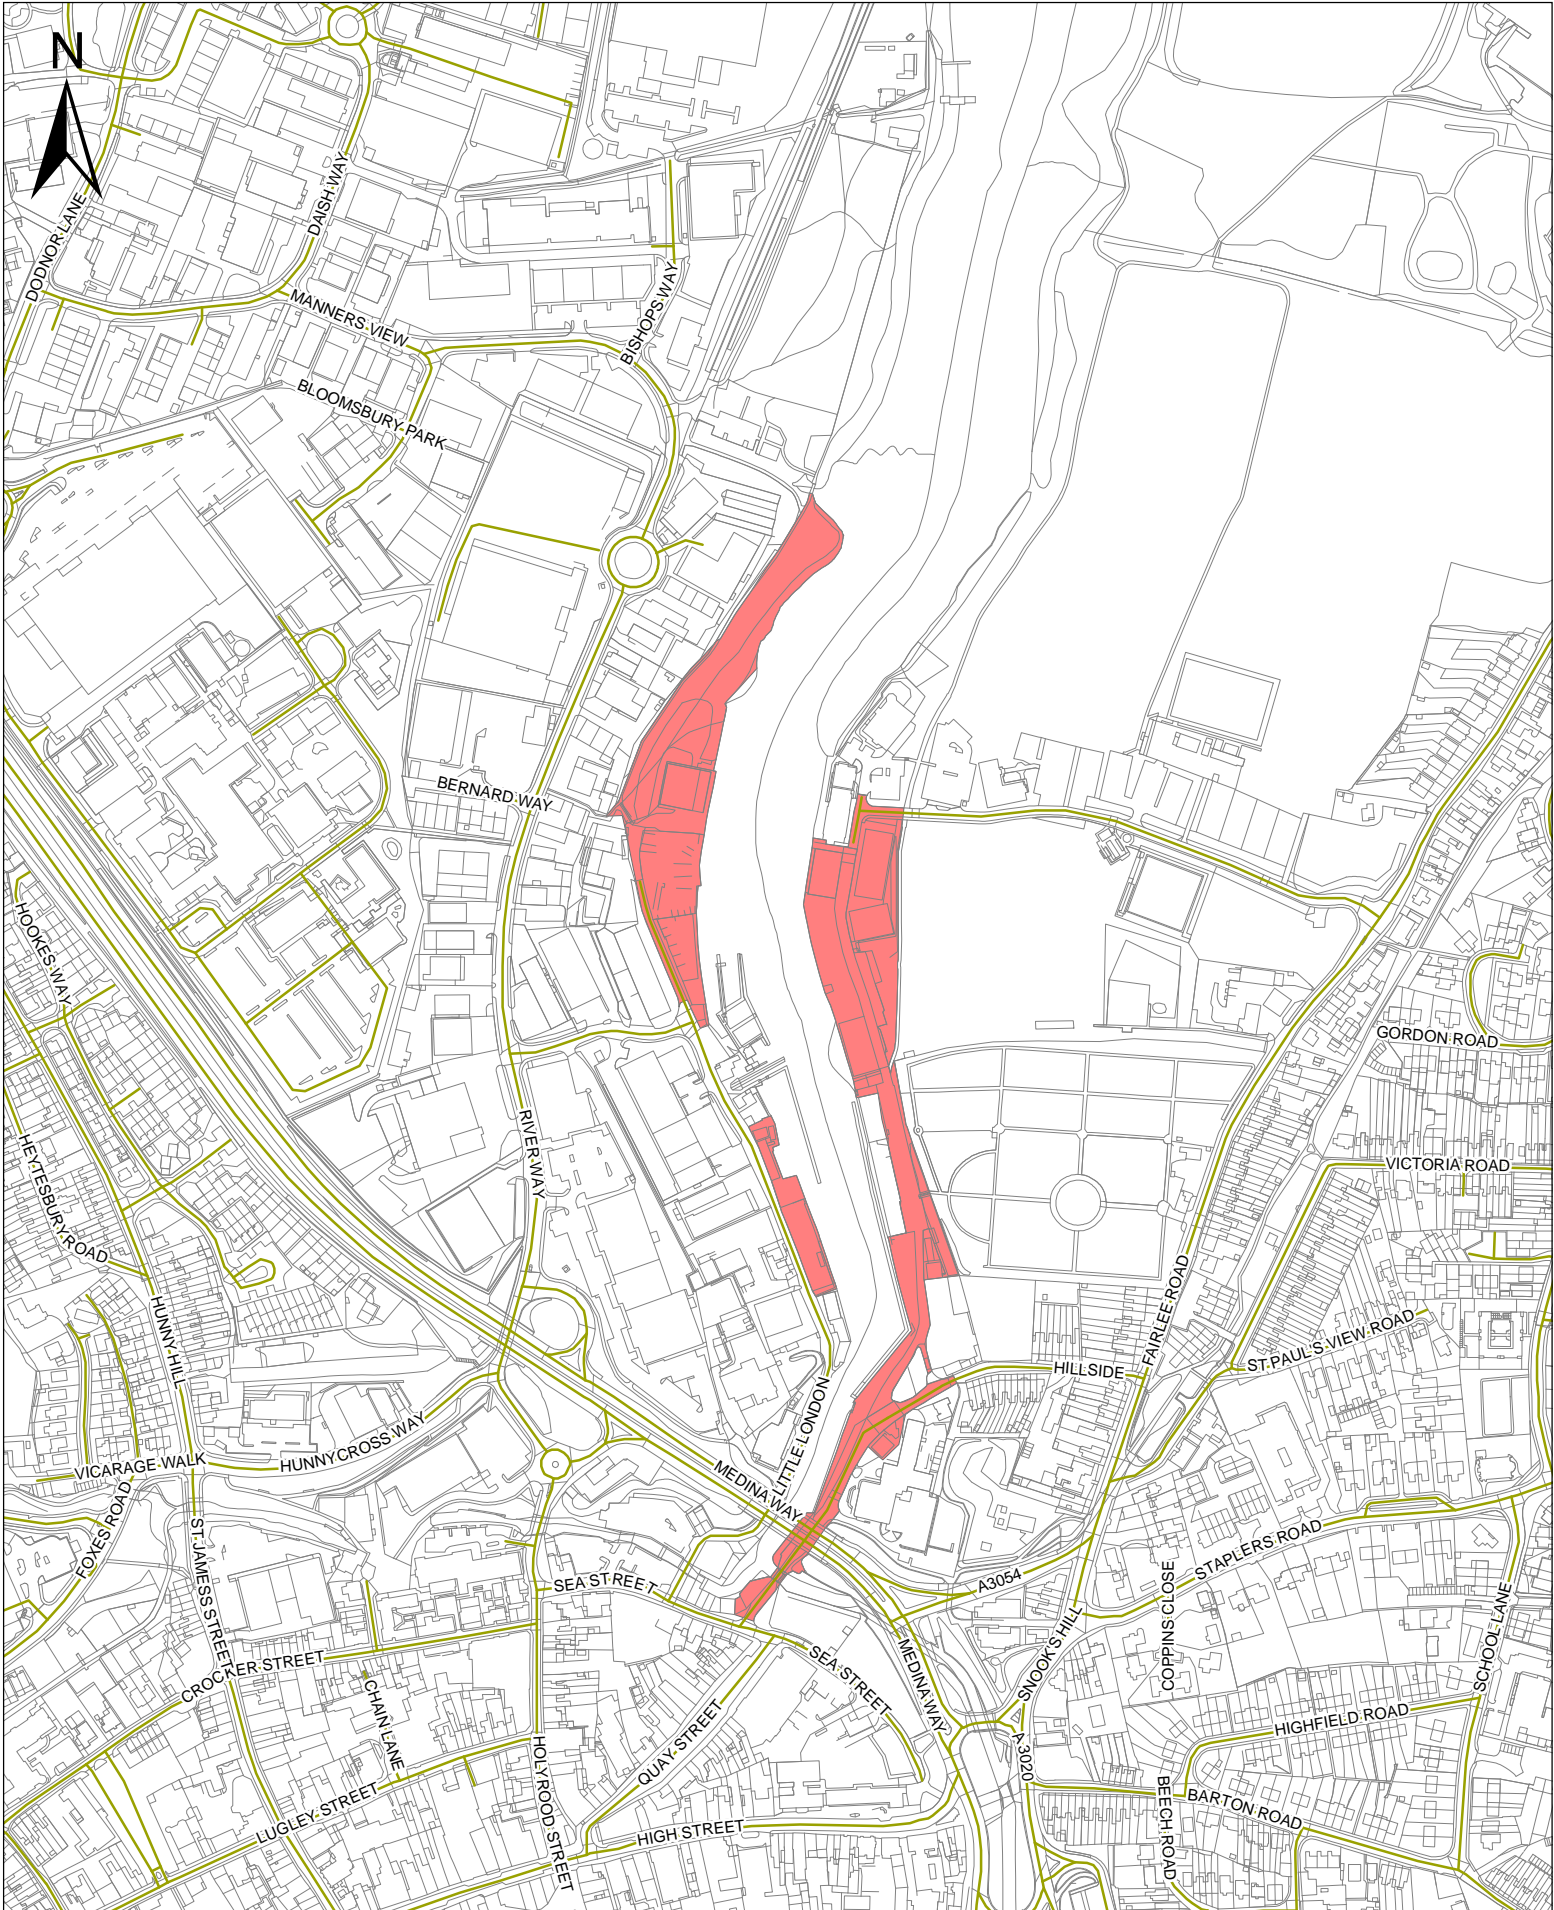 N
DODNOR LANE
DAISH WAY
MANNERS VIEW
BISHOPS WAY
BLOOMSBURY PARK
BERNARD WAY
HOOKES WAY
GORDON ROAD
HEYTESBURY ROAD
RIVER WAY
VICTORIA ROAD
HUNNY HILL
FAIRLEE ROAD
HILLSIDE
ST PAUL'S VIEW ROAD
VICARAGE WALK
HUNNYCROSS WAY
LITTLE LONDON
MEDINA WAY
FOXES ROAD
ST JAMES'S STREET
SEA STREET
A3054
STAPLERS ROAD
COPPINS CLOSE
SCHOOL LANE
CROCKER STREET
CHAIN LANE
SEA STREET
MEDINA WAY
SNOOK'S HILL
HIGHFIELD ROAD
QUAY STREET
HOLYROOD STREET
A3020
LUGLEY STREET
HIGH STREET
BEECH ROAD
BARTON ROAD